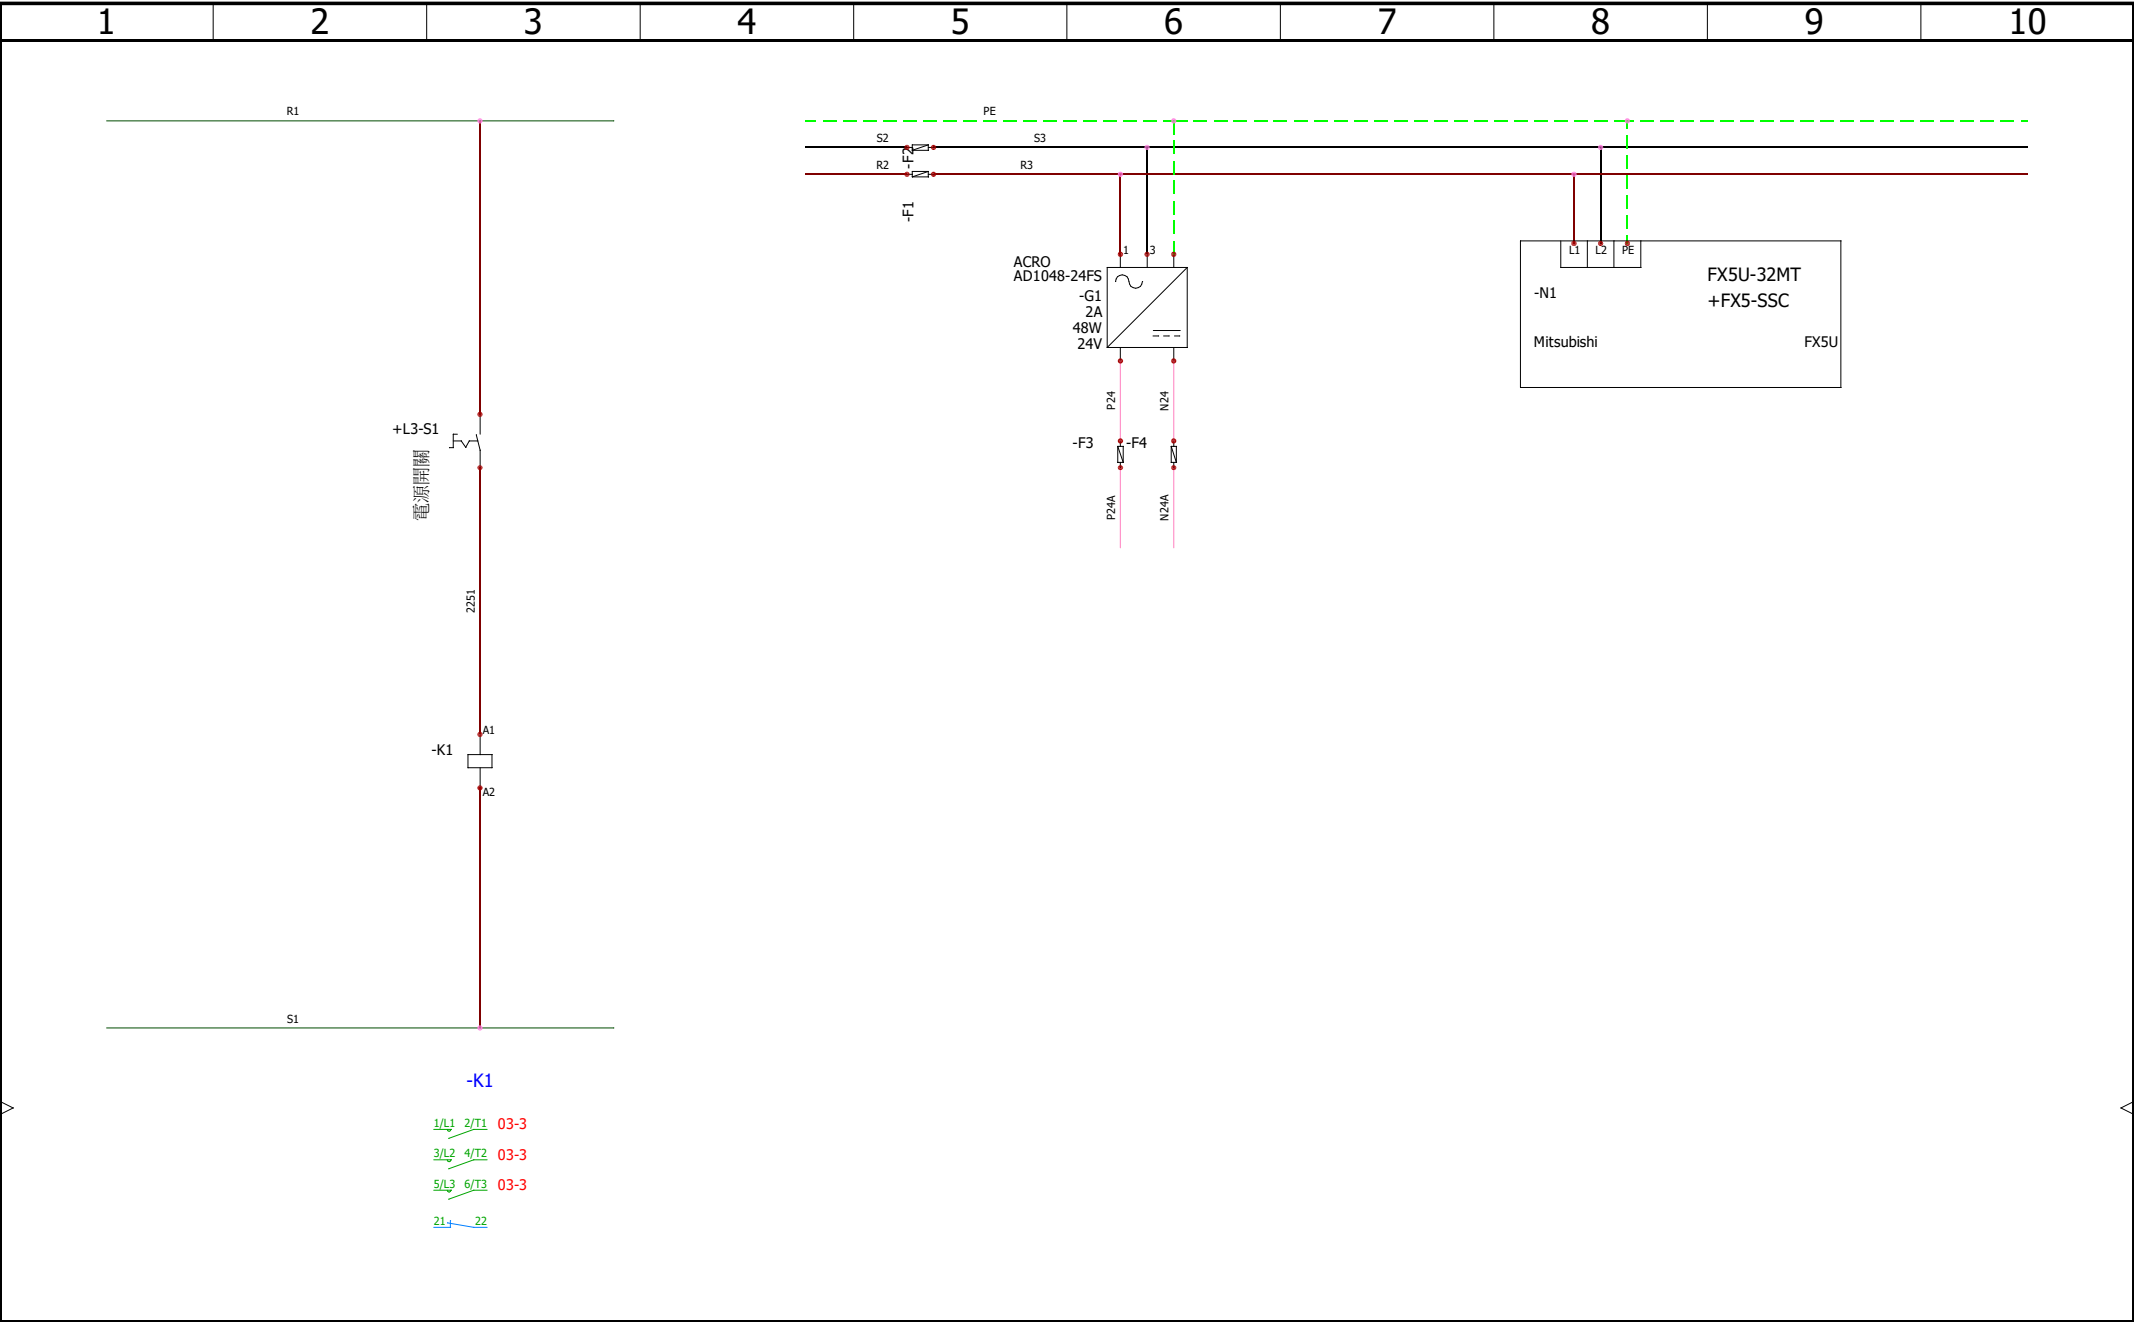 1 2 3 4 5 6 7 8 9 10
R1
PE
S2
S3
-F2
R2
R3
-F1
1 3
ACRO
AD1048-24FS
-G1
2A
48W
24V
L1 L2 PE
FX5U-32MT
+FX5-SSC
-N1
Mitsubishi
FX5U
P24
N24
-F3
-F4
P24A
N24A
+L3-S1
電源開關
2251
A1
-K1
A2
S1
-K1
1/L1 2/T1 03-3
3/L2 4/T2 03-3
5/L3 6/T3 03-3
21 22